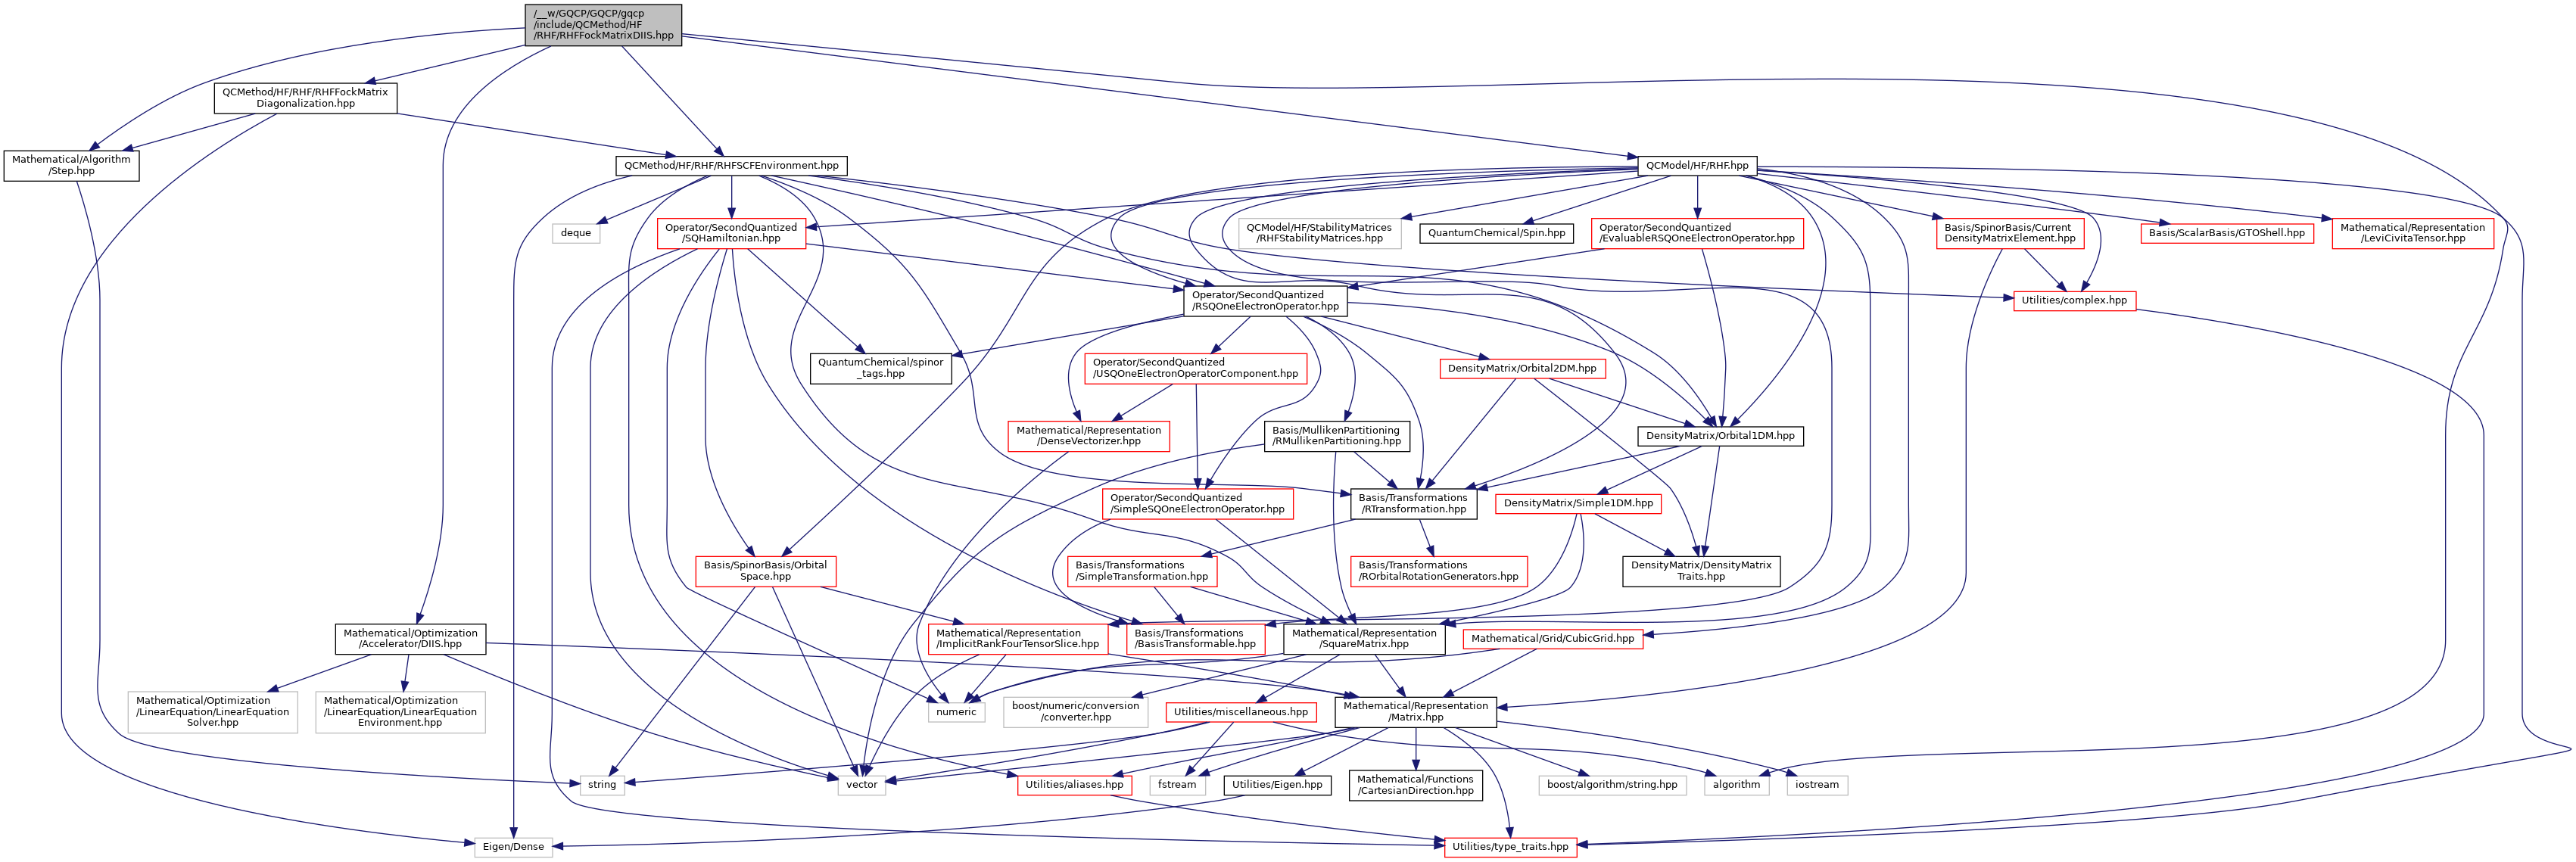 /__w/GQCP/GQCP/gqcp
/include/QCMethod/HF
/RHF/RHFFockMatrixDIIS.hpp
QCMethod/HF/RHF/RHFFockMatrix
Diagonalization.hpp
Mathematical/Algorithm
/Step.hpp
QCMethod/HF/RHF/RHFSCFEnvironment.hpp
QCModel/HF/RHF.hpp
deque
Operator/SecondQuantized
/SQHamiltonian.hpp
QCModel/HF/StabilityMatrices
/RHFStabilityMatrices.hpp
QuantumChemical/Spin.hpp
Operator/SecondQuantized
/EvaluableRSQOneElectronOperator.hpp
Basis/SpinorBasis/Current
DensityMatrixElement.hpp
Basis/ScalarBasis/GTOShell.hpp
Mathematical/Representation
/LeviCivitaTensor.hpp
Operator/SecondQuantized
/RSQOneElectronOperator.hpp
Utilities/complex.hpp
QuantumChemical/spinor
_tags.hpp
Operator/SecondQuantized
/USQOneElectronOperatorComponent.hpp
DensityMatrix/Orbital2DM.hpp
Mathematical/Representation
/DenseVectorizer.hpp
Basis/MullikenPartitioning
/RMullikenPartitioning.hpp
DensityMatrix/Orbital1DM.hpp
Operator/SecondQuantized
/SimpleSQOneElectronOperator.hpp
Basis/Transformations
/RTransformation.hpp
DensityMatrix/Simple1DM.hpp
Basis/SpinorBasis/Orbital
Space.hpp
Basis/Transformations
/SimpleTransformation.hpp
Basis/Transformations
/ROrbitalRotationGenerators.hpp
DensityMatrix/DensityMatrix
Traits.hpp
Mathematical/Optimization
/Accelerator/DIIS.hpp
Mathematical/Representation
/ImplicitRankFourTensorSlice.hpp
Basis/Transformations
/BasisTransformable.hpp
Mathematical/Representation
/SquareMatrix.hpp
Mathematical/Grid/CubicGrid.hpp
Mathematical/Optimization
/LinearEquation/LinearEquation
Solver.hpp
Mathematical/Optimization
/LinearEquation/LinearEquation
Environment.hpp
numeric
boost/numeric/conversion
/converter.hpp
Utilities/miscellaneous.hpp
Mathematical/Representation
/Matrix.hpp
string
vector
Utilities/aliases.hpp
fstream
Utilities/Eigen.hpp
Mathematical/Functions
/CartesianDirection.hpp
boost/algorithm/string.hpp
algorithm
iostream
Eigen/Dense
Utilities/type_traits.hpp